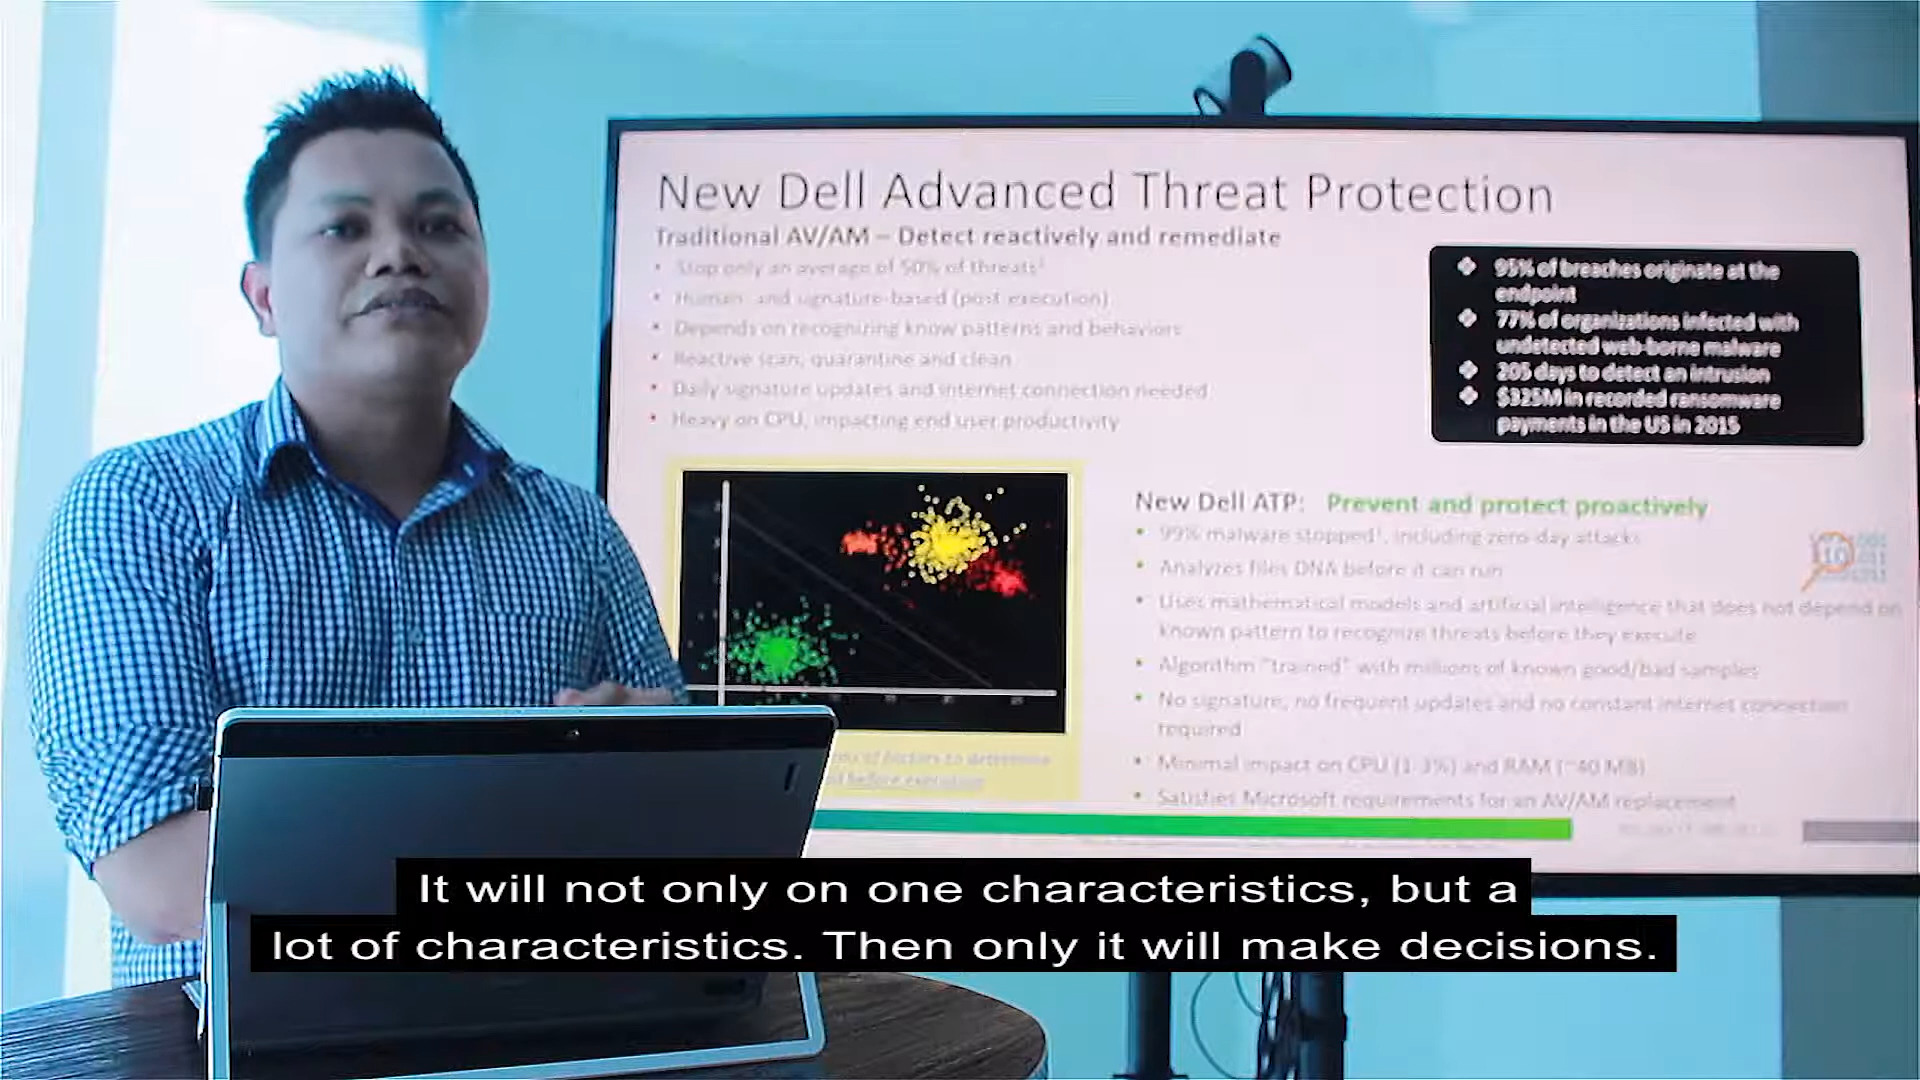 New Dell Advanced Threat Protection
Traditional AV/AM – Detect reactively and remediate
• Stop only an average of 50% of threats¹
• Human- and signature-based (post execution)
• Depends on recognizing know patterns and behaviors
• Reactive scan, quarantine and clean
• Daily signature updates and internet connection needed
• Heavy on CPU, impacting end user productivity
❖ 95% of breaches originate at the
endpoint
❖ 77% of organizations infected with
undetected web-borne malware
❖ 205 days to detect an intrusion
❖ $325M in recorded ransomware
payments in the US in 2015
New Dell ATP: Prevent and protect proactively
• 99% malware stopped¹, including zero-day attacks
• Analyzes files DNA before it can run
• Uses mathematical models and artificial intelligence that does not depend on
known pattern to recognize threats before they execute
• Algorithm "trained" with millions of known good/bad samples
• No signature, no frequent updates and no constant internet connection
required
• Minimal impact on CPU (1-3%) and RAM (~40 MB)
• Satisfies Microsoft requirements for an AV/AM replacement
of factors to determine
before execution
It will not only on one characteristics, but a
lot of characteristics. Then only it will make decisions.